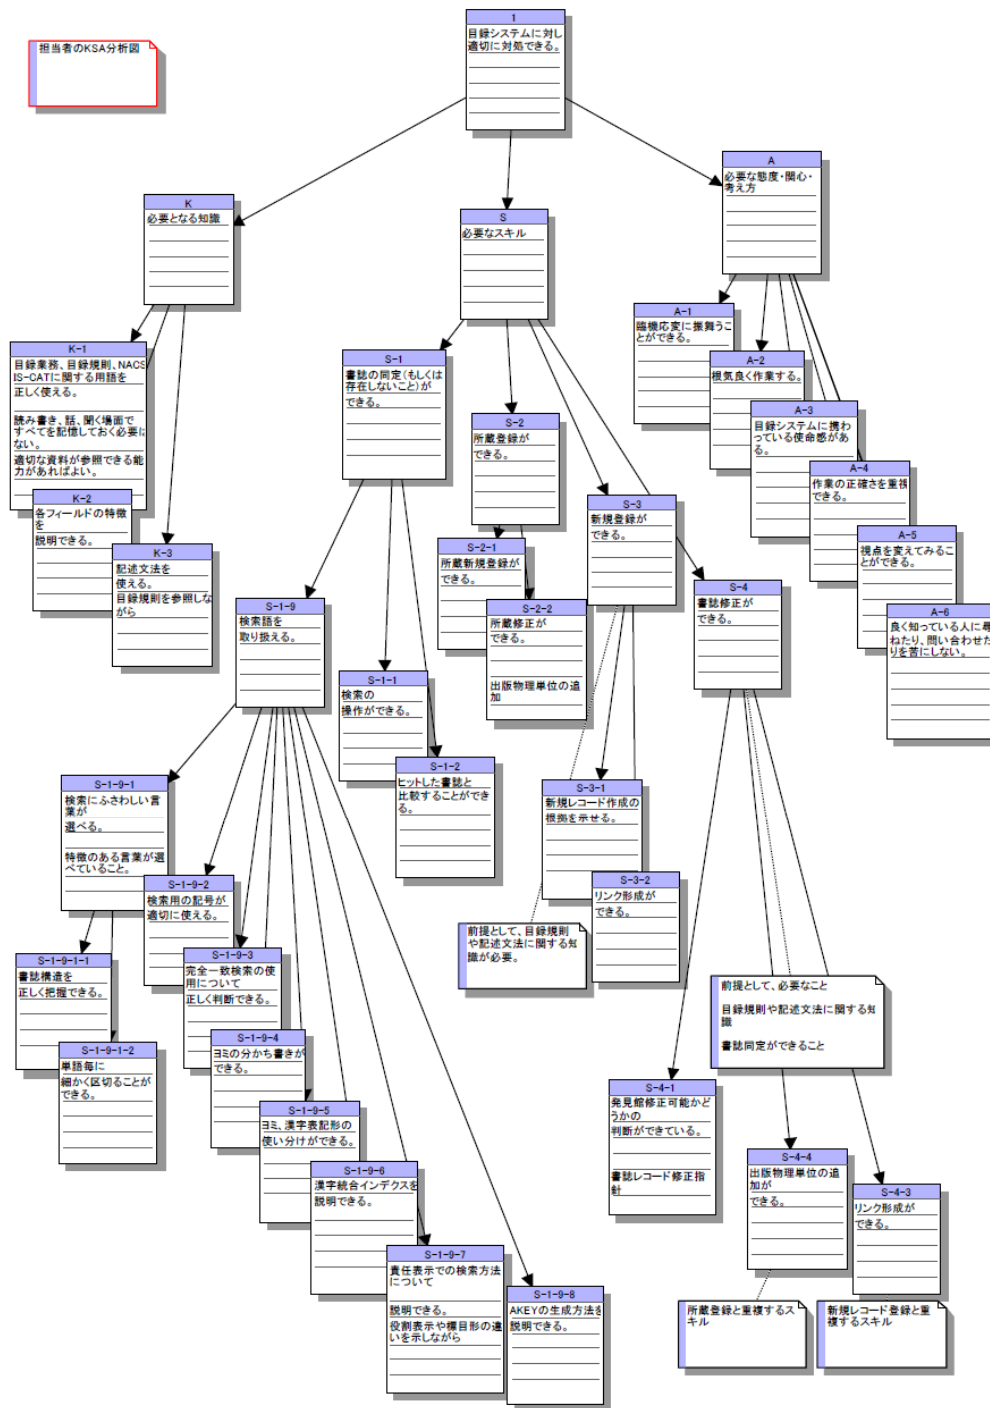 担当者のKSA分析図
1
目録システムに対し
適切に対処できる。
A
必要な態度・関心・
考え方
K
必要となる知識
S
必要なスキル
A-1
臨機応変に振舞うこ
とができる。
K-1
目録業務、目録規則、NACS
IS-CATに関する用語を
正しく使える。
読み書き、話、聞く場面で
すべてを記憶しておく必要は
ない。
適切な資料が参照できる能
力があればよい。
S-1
書誌の同定(もしくは
存在しないこと)が
できる。
A-2
根気良く作業する。
A-3
目録システムに携わ
っている使命感があ
る。
S-2
所蔵登録が
できる。
A-4
作業の正確さを重視
できる。
K-2
各フィールドの特徴
を
説明できる。
S-3
新規登録が
できる。
A-5
視点を変えてみるこ
とができる。
K-3
記述文法を
使える。
目録規則を参照しな
がら
S-2-1
所蔵新規登録が
できる。
S-4
書誌修正が
できる。
S-1-9
検索語を
取り扱える。
S-2-2
所蔵修正が
できる。
出版物理単位の追
加
A-6
良く知っている人に尋
ねたり、問い合わせた
りを苦にしない。
S-1-1
検索の
操作ができる。
S-1-2
ヒットした書誌と
比較することができ
る。
S-1-9-1
検索にふさわしい言
葉が
選べる。
特徴のある言葉が選
べていること。
S-3-1
新規レコード作成の
根拠を示せる。
S-1-9-2
検索用の記号が
適切に使える。
S-3-2
リンク形成が
できる。
前提として、目録規則
や記述文法に関する知
識が必要。
S-1-9-1-1
書誌構造を
正しく把握できる。
S-1-9-3
完全一致検索の使
用について
正しく判断できる。
前提として、必要なこと
目録規則や記述文法に関する知
識
書誌同定ができること
S-1-9-4
ヨミの分かち書きが
できる。
S-1-9-1-2
単語毎に
細かく区切ることが
できる。
S-4-1
発見館修正可能かど
うかの
判断ができている。
書誌レコード修正指
針
S-1-9-5
ヨミ、漢字表記形の
使い分けができる。
S-4-4
出版物理単位の追
加が
できる。
S-1-9-6
漢字統合インデクスを
説明できる。
S-4-3
リンク形成が
できる。
S-1-9-7
責任表示での検索方法
について
説明できる。
役割表示や標目形の違
いを示しながら
S-1-9-8
AKEYの生成方法を
説明できる。
所蔵登録と重複するス
キル
新規レコード登録と重
複するスキル